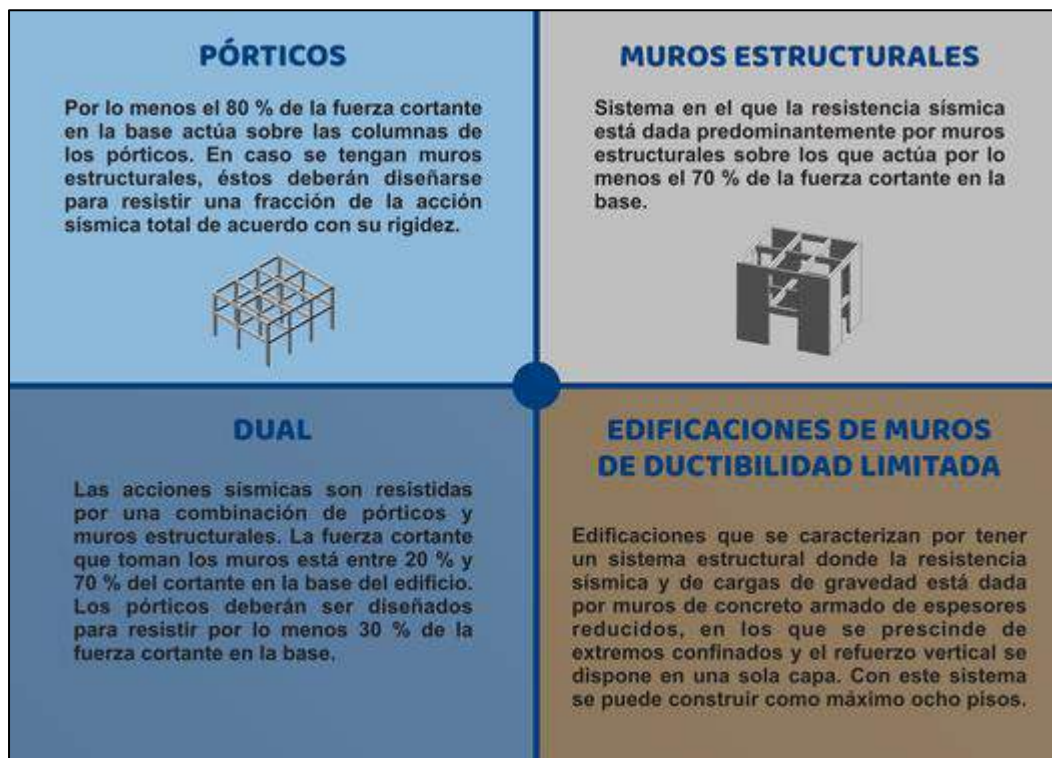 PÓRTICOS
Por lo menos el 80 % de la fuerza cortante
en la base actúa sobre las columnas de
los pórticos. En caso se tengan muros
estructurales, éstos deberán diseñarse
para resistir una fracción de la acción
sísmica total de acuerdo con su rigidez.
MUROS ESTRUCTURALES
Sistema en el que la resistencia sísmica
está dada predominantemente por muros
estructurales sobre los que actúa por lo
menos el 70 % de la fuerza cortante en la
base.
DUAL
Las acciones sísmicas son resistidas
por una combinación de pórticos y
muros estructurales. La fuerza cortante
que toman los muros está entre 20 % y
70 % del cortante en la base del edificio.
Los pórticos deberán ser diseñados
para resistir por lo menos 30 % de la
fuerza cortante en la base.
EDIFICACIONES DE MUROS
DE DUCTIBILIDAD LIMITADA
Edificaciones que se caracterizan por tener
un sistema estructural donde la resistencia
sísmica y de cargas de gravedad está dada
por muros de concreto armado de espesores
reducidos, en los que se prescinde de
extremos confinados y el refuerzo vertical se
dispone en una sola capa. Con este sistema
se puede construir como máximo ocho pisos.